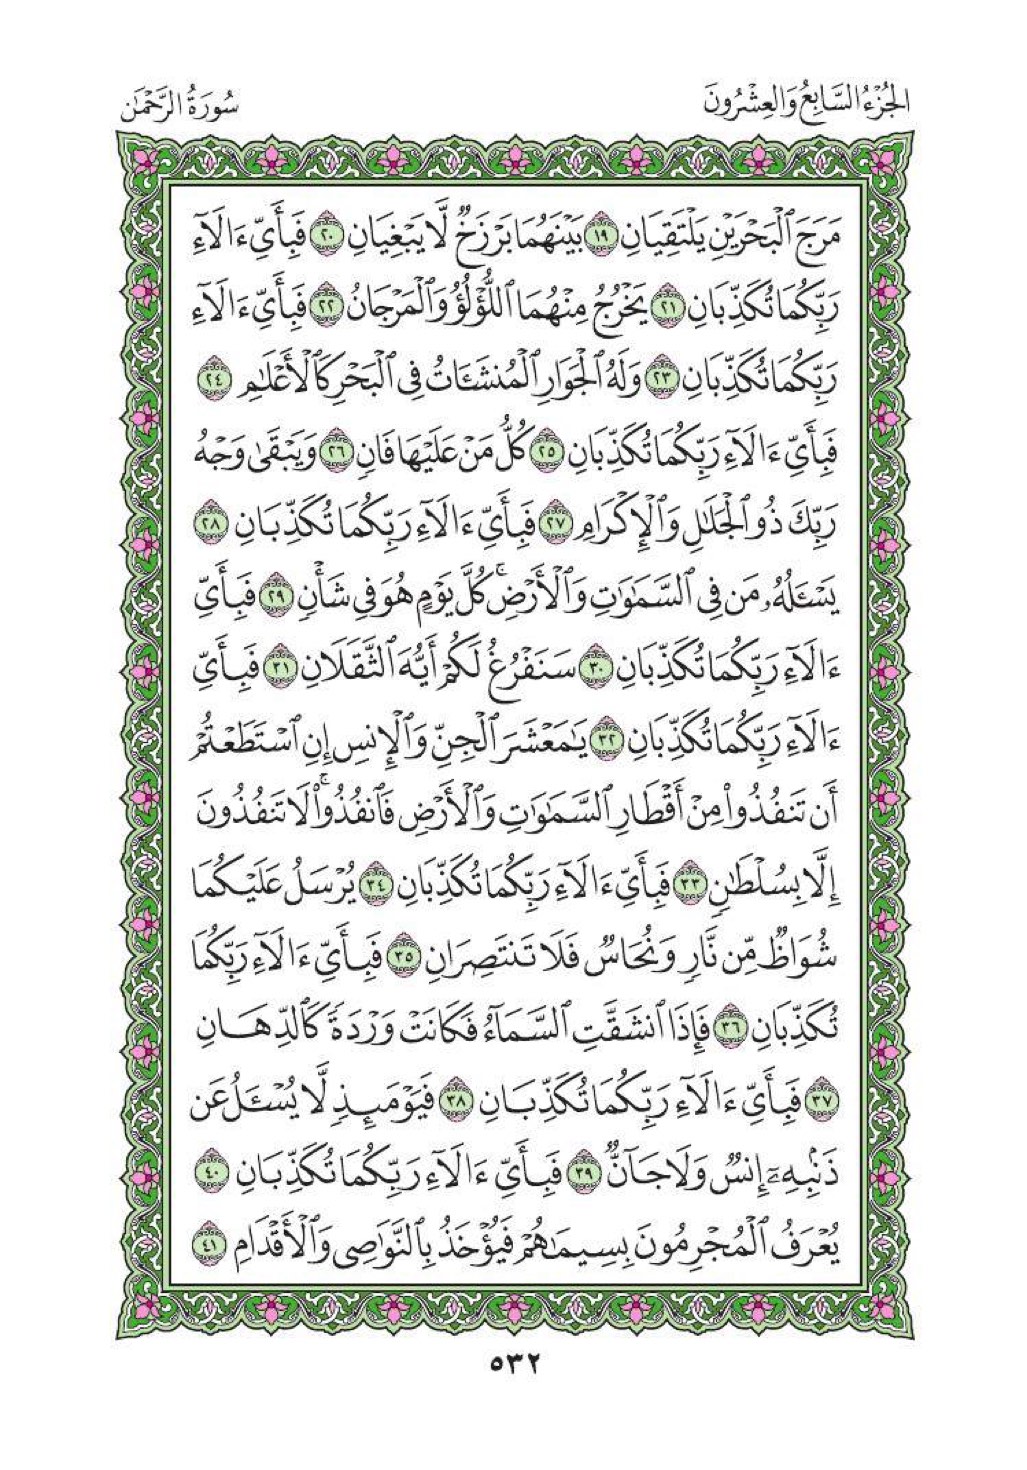 الجُزْءُ السَّابِعُ وَالعِشْرُونَ
سُورَةُ الرَّحْمَٰن
مَرَجَ ٱلْبَحْرَيْنِ يَلْتَقِيَانِ ١٩ بَيْنَهُمَا بَرْزَخٌ لَّا يَبْغِيَانِ ٢٠ فَبِأَيِّ ءَالَآءِ
رَبِّكُمَا تُكَذِّبَانِ ٢١ يَخْرُجُ مِنْهُمَا ٱللُّؤْلُؤُ وَٱلْمَرْجَانُ ٢٢ فَبِأَيِّ ءَالَآءِ
رَبِّكُمَا تُكَذِّبَانِ ٢٣ وَلَهُ ٱلْجَوَارِ ٱلْمُنشَـَٔاتُ فِى ٱلْبَحْرِ كَٱلْأَعْلَٰمِ ٢٤
فَبِأَيِّ ءَالَآءِ رَبِّكُمَا تُكَذِّبَانِ ٢٥ كُلُّ مَنْ عَلَيْهَا فَانٍ ٢٦ وَيَبْقَىٰ وَجْهُ
رَبِّكَ ذُو ٱلْجَلَٰلِ وَٱلْإِكْرَامِ ٢٧ فَبِأَيِّ ءَالَآءِ رَبِّكُمَا تُكَذِّبَانِ ٢٨
يَسْـَٔلُهُۥ مَن فِى ٱلسَّمَٰوَٰتِ وَٱلْأَرْضِ ۚ كُلَّ يَوْمٍ هُوَ فِى شَأْنٍ ٢٩ فَبِأَيِّ
ءَالَآءِ رَبِّكُمَا تُكَذِّبَانِ ٣٠ سَنَفْرُغُ لَكُمْ أَيُّهَ ٱلثَّقَلَانِ ٣١ فَبِأَيِّ
ءَالَآءِ رَبِّكُمَا تُكَذِّبَانِ ٣٢ يَٰمَعْشَرَ ٱلْجِنِّ وَٱلْإِنسِ إِنِ ٱسْتَطَعْتُمْ
أَن تَنفُذُوا۟ مِنْ أَقْطَارِ ٱلسَّمَٰوَٰتِ وَٱلْأَرْضِ فَٱنفُذُوا۟ ۚ لَا تَنفُذُونَ
إِلَّا بِسُلْطَٰنٍ ٣٣ فَبِأَيِّ ءَالَآءِ رَبِّكُمَا تُكَذِّبَانِ ٣٤ يُرْسَلُ عَلَيْكُمَا
شُوَاظٌ مِّن نَّارٍ وَنُحَاسٌ فَلَا تَنتَصِرَانِ ٣٥ فَبِأَيِّ ءَالَآءِ رَبِّكُمَا
تُكَذِّبَانِ ٣٦ فَإِذَا ٱنشَقَّتِ ٱلسَّمَآءُ فَكَانَتْ وَرْدَةً كَٱلدِّهَانِ
٣٧ فَبِأَيِّ ءَالَآءِ رَبِّكُمَا تُكَذِّبَانِ ٣٨ فَيَوْمَئِذٍ لَّا يُسْـَٔلُ عَن
ذَنۢبِهِۦٓ إِنسٌ وَلَا جَآنٌّ ٣٩ فَبِأَيِّ ءَالَآءِ رَبِّكُمَا تُكَذِّبَانِ ٤٠
يُعْرَفُ ٱلْمُجْرِمُونَ بِسِيمَٰهُمْ فَيُؤْخَذُ بِٱلنَّوَٰصِى وَٱلْأَقْدَامِ ٤١
٥٣٢